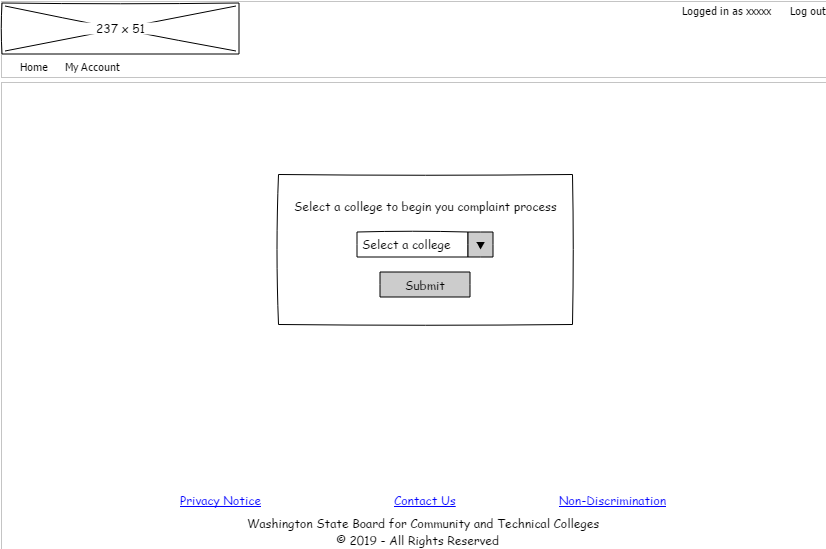 Logged in as xxxxx Log out
237 x 51
Home My Account
Select a college to begin you complaint process
Select a college
Submit
Privacy Notice Contact Us Non-Discrimination
Washington State Board for Community and Technical Colleges
© 2019 - All Rights Reserved